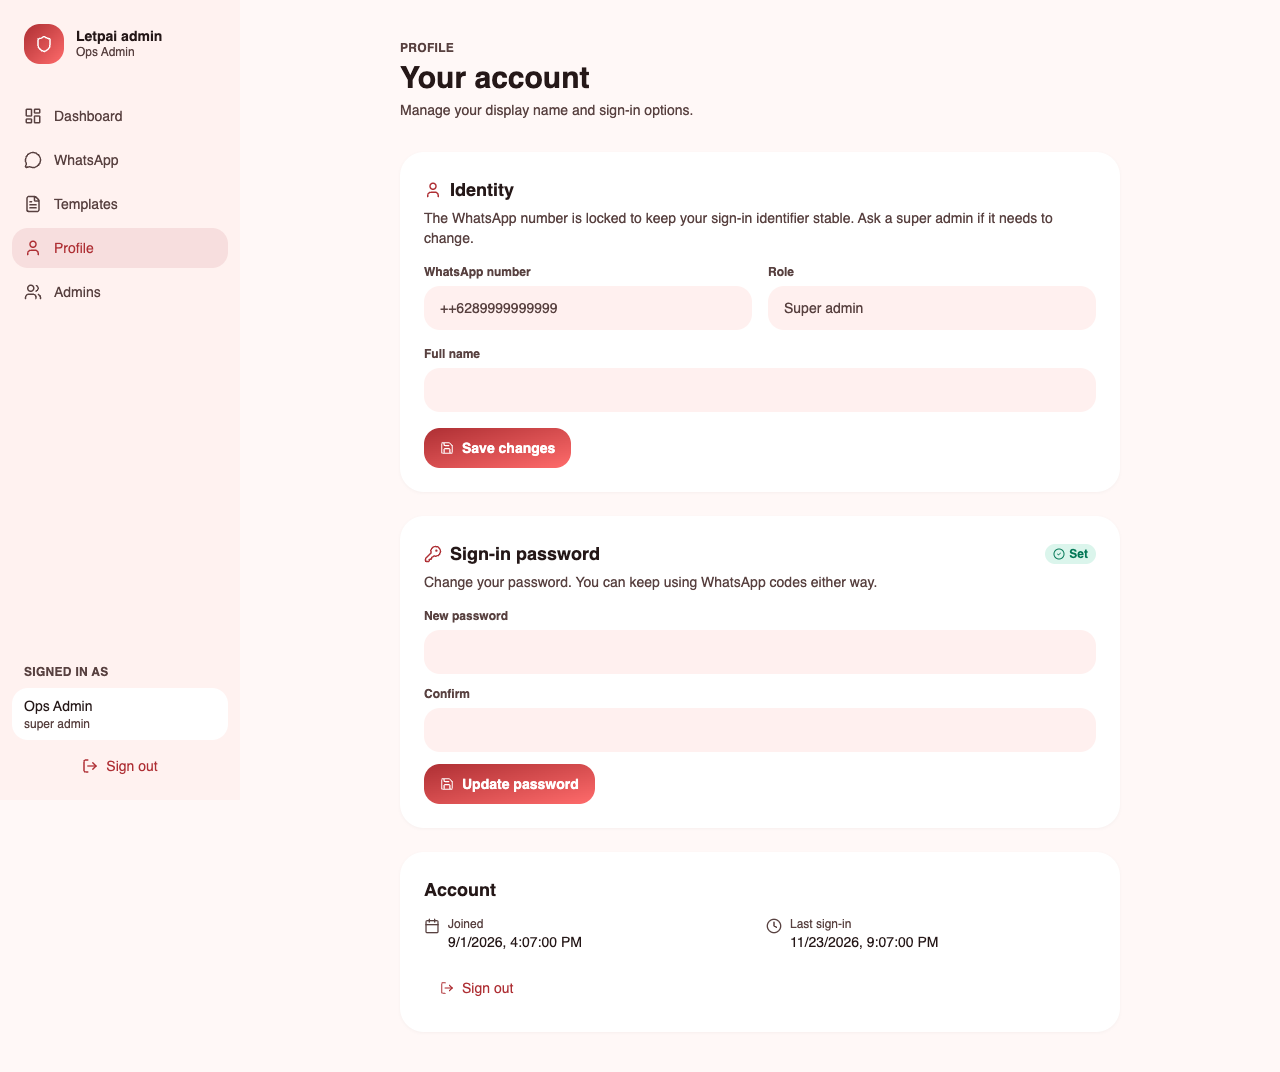 Letpai admin
Ops Admin
Dashboard
WhatsApp
Templates
Profile
Admins
SIGNED IN AS
Ops Admin
super admin
Sign out
PROFILE
Your account
Manage your display name and sign-in options.
Identity
The WhatsApp number is locked to keep your sign-in identifier stable. Ask a super admin if it needs to
change.
WhatsApp number
Role
++6289999999999
Super admin
Full name
Save changes
Sign-in password
Set
Change your password. You can keep using WhatsApp codes either way.
New password
Confirm
Update password
Account
Joined
9/1/2026, 4:07:00 PM
Last sign-in
11/23/2026, 9:07:00 PM
Sign out